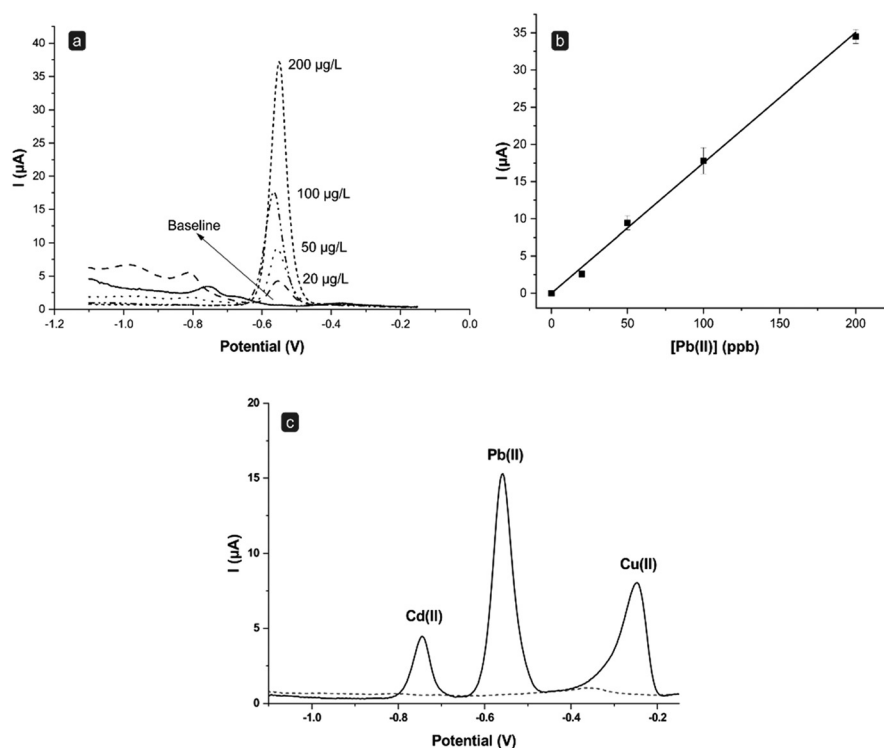 a
40
35
30
25
20
15
10
5
0
I (µA)
200 µg/L
100 µg/L
50 µg/L
20 µg/L
Baseline
-1.2
-1.0
-0.8
-0.6
-0.4
-0.2
0.0
Potential (V)
b
35
30
25
20
15
10
5
0
I (µA)
0
50
100
150
200
[Pb(II)] (ppb)
c
20
15
10
5
0
I (µA)
Cd(II)
Pb(II)
Cu(II)
-1.0
-0.8
-0.6
-0.4
-0.2
Potential (V)